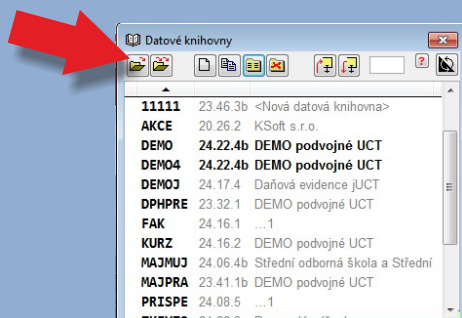 Datové knihovny
11111 23.46.3b <Nová datová knihovna>
AKCE 20.26.2 KSoft s.r.o.
DEMO 24.22.4b DEMO podvojné UCT
DEMO4 24.22.4b DEMO podvojné UCT
DEMOJ 24.17.4 Daňová evidence jUCT
DPHPRE 23.32.1 DEMO podvojné UCT
FAK 24.16.1 ...1
KURZ 24.16.2 DEMO podvojné UCT
MAJMUJ 24.06.4b Střední odborná škola a Střední
MAJPRA 23.41.1b DEMO podvojné UCT
PRISPE 24.08.5 ...1